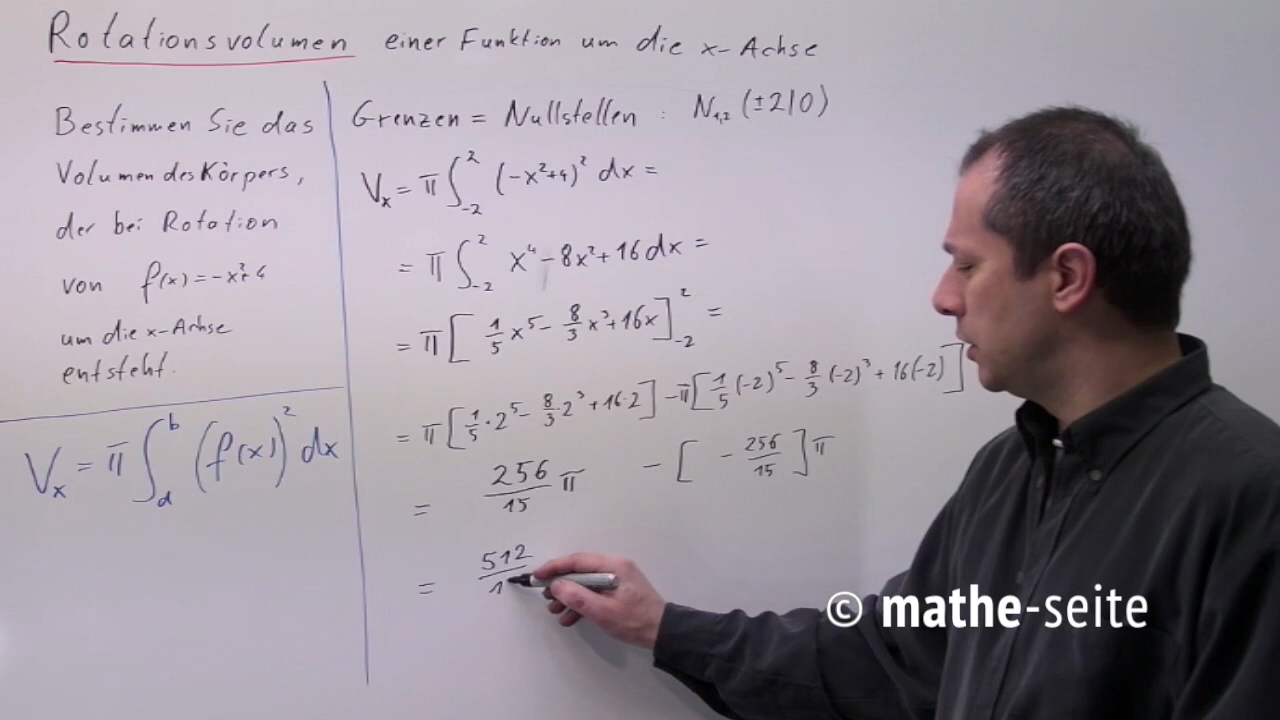 Rotationsvolumen einer Funktion um die x-Achse
Bestimmen Sie das
Volumen des Körpers,
der bei Rotation
von f(x)=-x²+4
um die x-Achse
entsteht.
V_x = π ∫_a^b (f(x))² dx
Grenzen = Nullstellen : N_1,2 (±2|0)
V_x = π ∫_-2^2 (-x²+4)² dx =
= π ∫_-2^2 x⁴ - 8x² + 16 dx =
= π [ 1/5 x⁵ - 8/3 x³ + 16x ]_-2^2 =
= π [ 1/5 · 2⁵ - 8/3 · 2³ + 16 · 2 ] - π [ 1/5 (-2)⁵ - 8/3 (-2)³ + 16(-2) ]
= 256/15 π - [ - 256/15 ] π
= 512/1
© mathe-seite